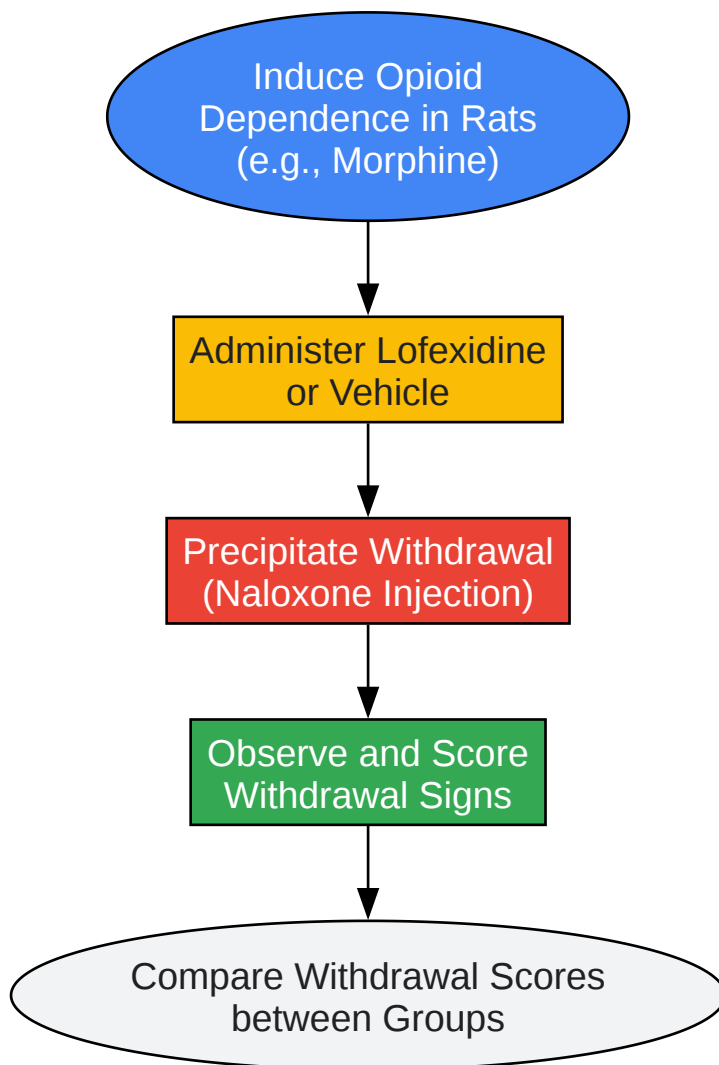 Induce Opioid
Dependence in Rats
(e.g., Morphine)
Administer Lofexidine
or Vehicle
Precipitate Withdrawal
(Naloxone Injection)
Observe and Score
Withdrawal Signs
Compare Withdrawal Scores
between Groups